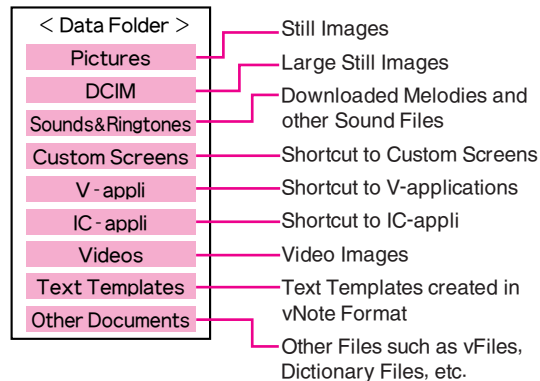 < Data Folder >
Pictures
DCIM
Sounds&Ringtones
Custom Screens
V-appli
IC-appli
Videos
Text Templates
Other Documents
Still Images
Large Still Images
Downloaded Melodies and
other Sound Files
Shortcut to Custom Screens
Shortcut to V-applications
Shortcut to IC-appli
Video Images
Text Templates created in
vNote Format
Other Files such as vFiles,
Dictionary Files, etc.